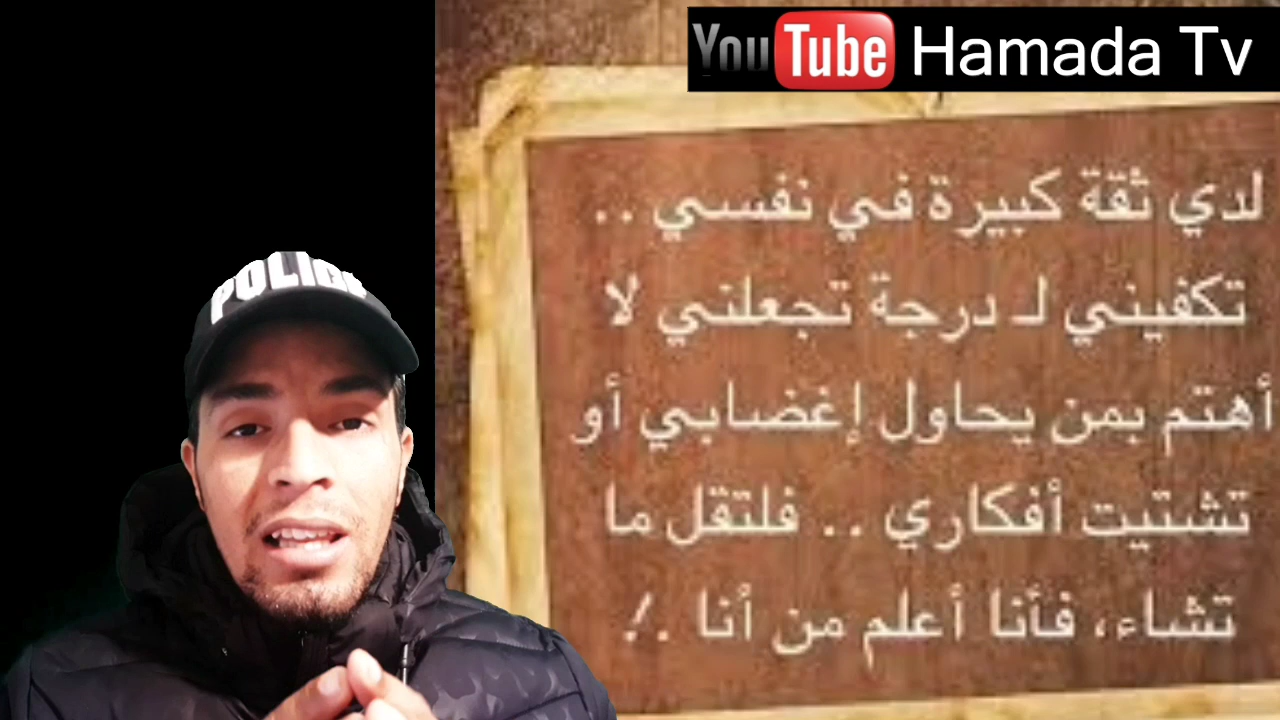 YouTube Hamada Tv
لدي ثقة كبيرة في نفسي ..
تكفيني لـ درجة تجعلني لا
أهتم بمن يحاول إغضابي أو
تشتيت أفكاري .. فلتقل ما
تشاء، فأنا أعلم من أنا .!
POLICE